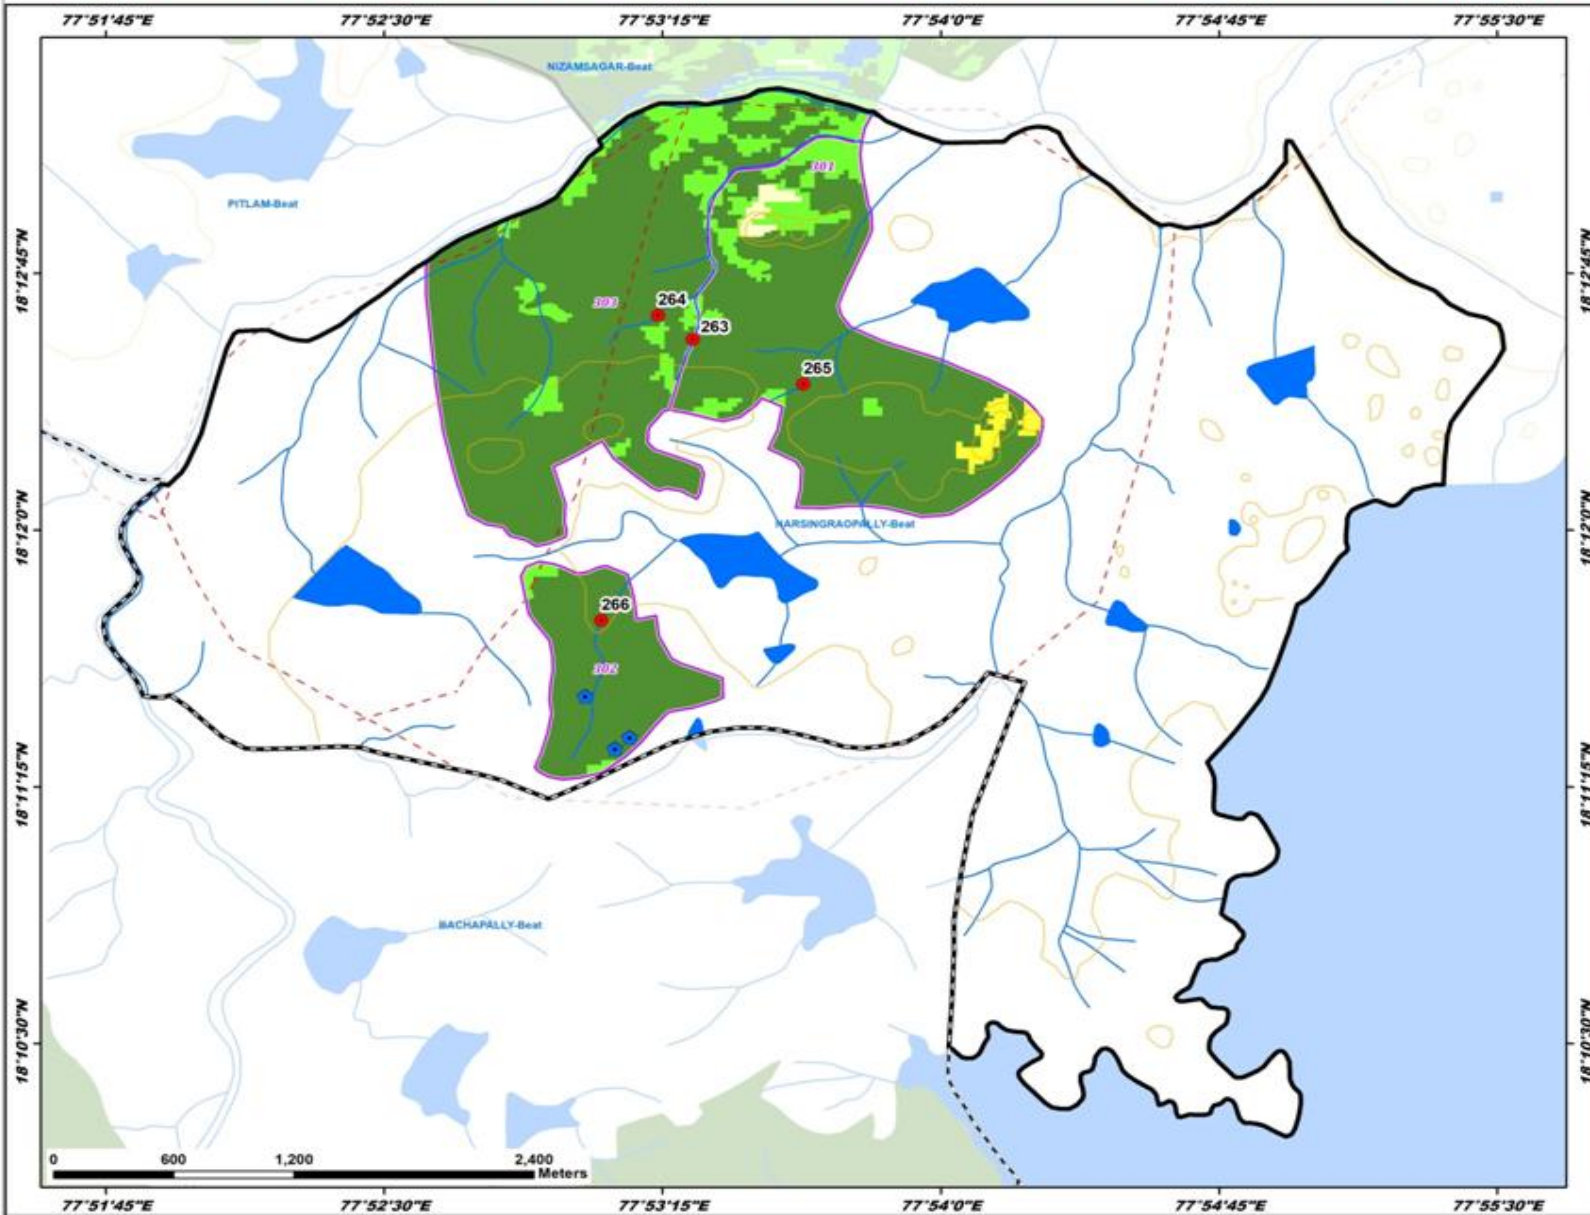 77°51'45"E 77°52'30"E 77°53'15"E 77°54'0"E 77°54'45"E 77°55'30"E
NIZAMSAGAR-Beat
301
PITLAM-Beat
18°12'45"N 18°12'45"N
303 264
263
265
18°12'0"N NARSINGRAOPALLY-Beat 18°12'0"N
266
302
18°11'15"N 18°11'15"N
BACHAPALLY-Beat
18°10'30"N 18°10'30"N
0 600 1,200 2,400
Meters
77°51'45"E 77°52'30"E 77°53'15"E 77°54'0"E 77°54'45"E 77°55'30"E